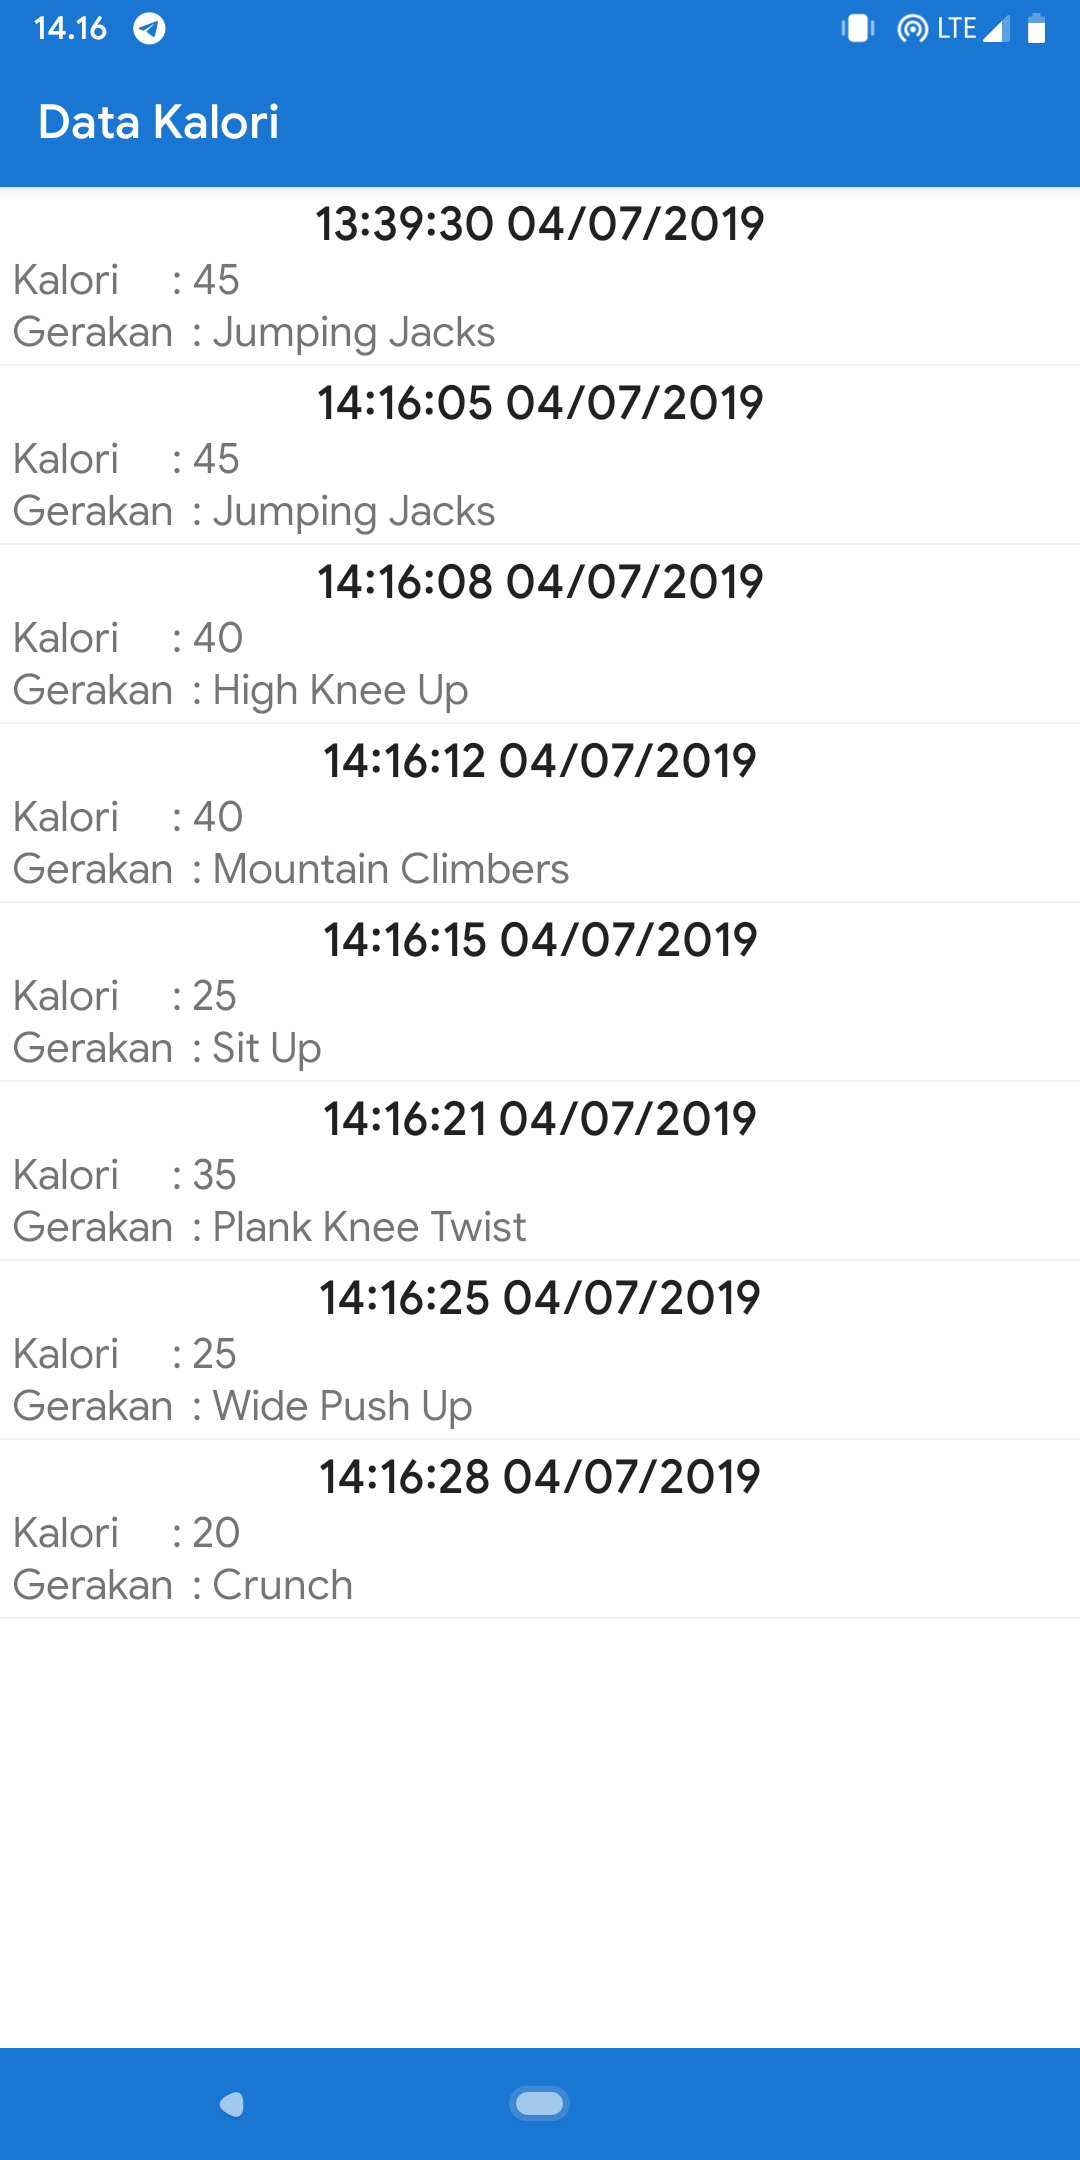 14.16 LTE
Data Kalori
13:39:30 04/07/2019
Kalori : 45
Gerakan : Jumping Jacks
14:16:05 04/07/2019
Kalori : 45
Gerakan : Jumping Jacks
14:16:08 04/07/2019
Kalori : 40
Gerakan : High Knee Up
14:16:12 04/07/2019
Kalori : 40
Gerakan : Mountain Climbers
14:16:15 04/07/2019
Kalori : 25
Gerakan : Sit Up
14:16:21 04/07/2019
Kalori : 35
Gerakan : Plank Knee Twist
14:16:25 04/07/2019
Kalori : 25
Gerakan : Wide Push Up
14:16:28 04/07/2019
Kalori : 20
Gerakan : Crunch